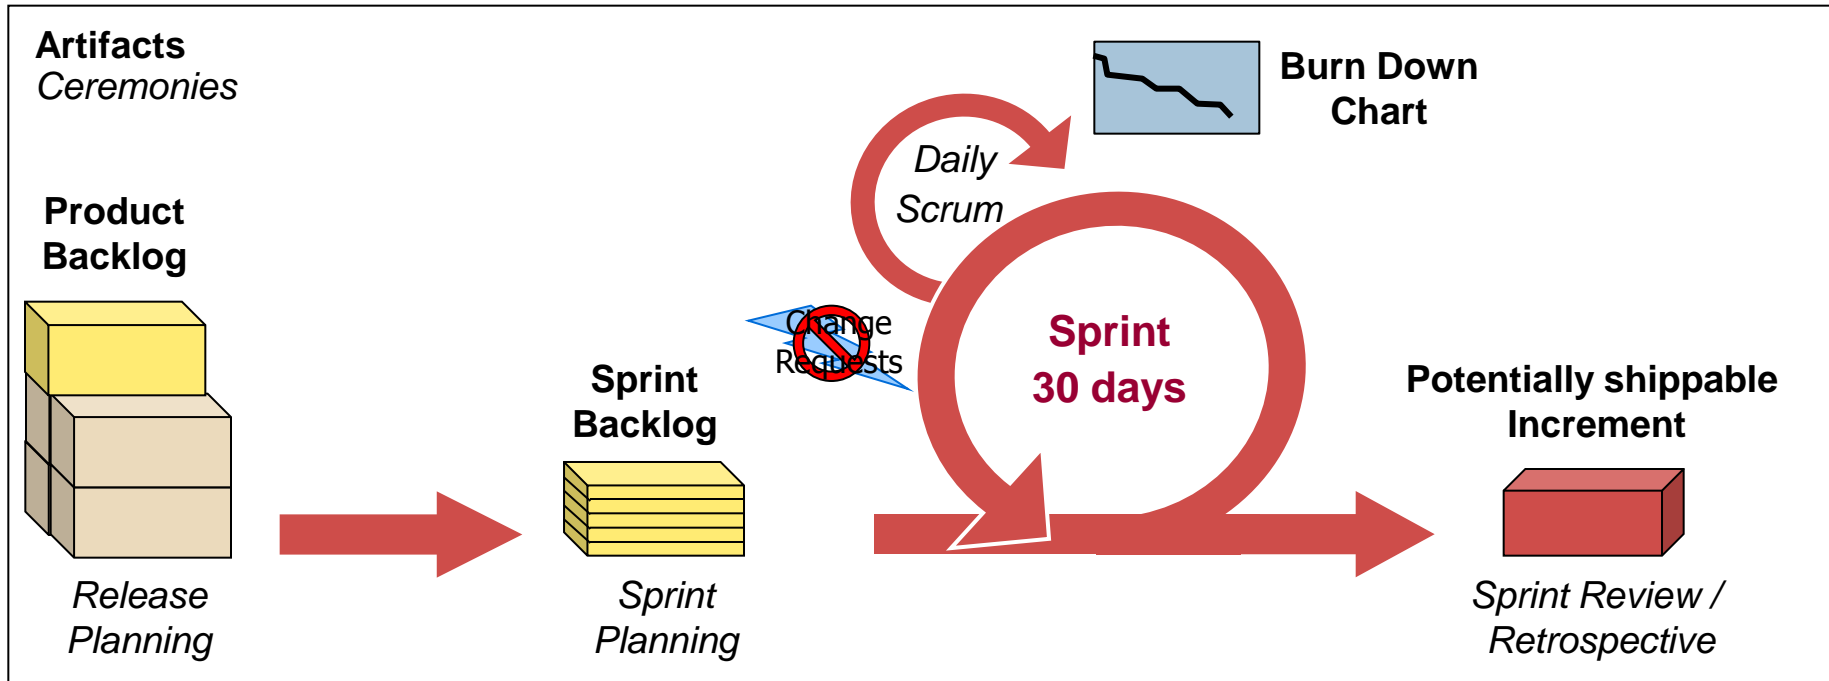 Artifacts
Ceremonies
Burn Down
Chart
Daily
Scrum
Product
Backlog
Change
Requests
Sprint
30 days
Sprint
Backlog
Potentially shippable
Increment
Release
Planning
Sprint
Planning
Sprint Review /
Retrospective